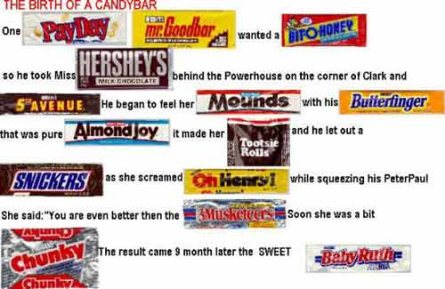 THE BIRTH OF A CANDYBAR
One PayDay mr.Goodbar wanted a BIT-O-HONEY
so he took Miss HERSHEY'S MILK CHOCOLATE behind the Powerhouse on the corner of Clark and
5th AVENUE He began to feel her Mounds with his Butterfinger
that was pure Almond Joy it made her Tootsie Rolls and he let out a
SNICKERS as she screamed Oh Henry! while squeezing his PeterPaul
She said:"You are even better then the 3Musketeers Soon she was a bit
Chunky The result came 9 month later the SWEET Baby Ruth
Chunky